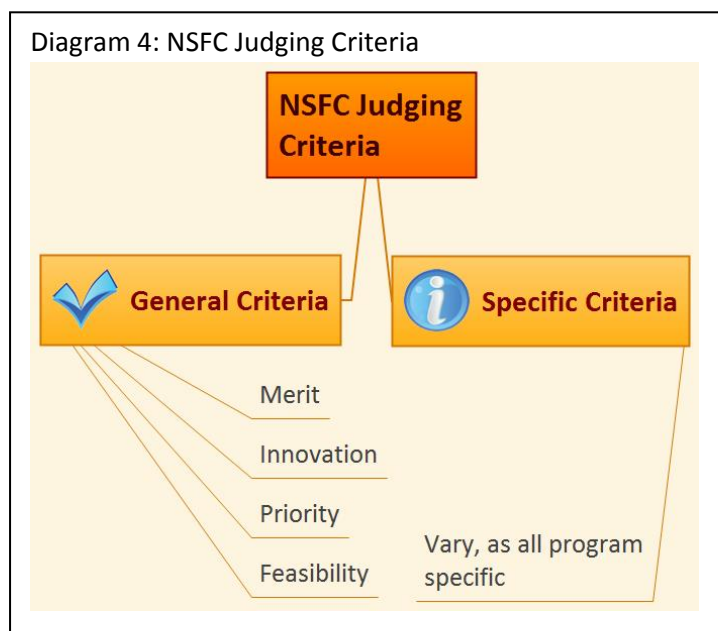 Diagram 4: NSFC Judging Criteria
NSFC Judging
Criteria
General Criteria
Specific Criteria
Merit
Innovation
Priority
Feasibility
Vary, as all program
specific